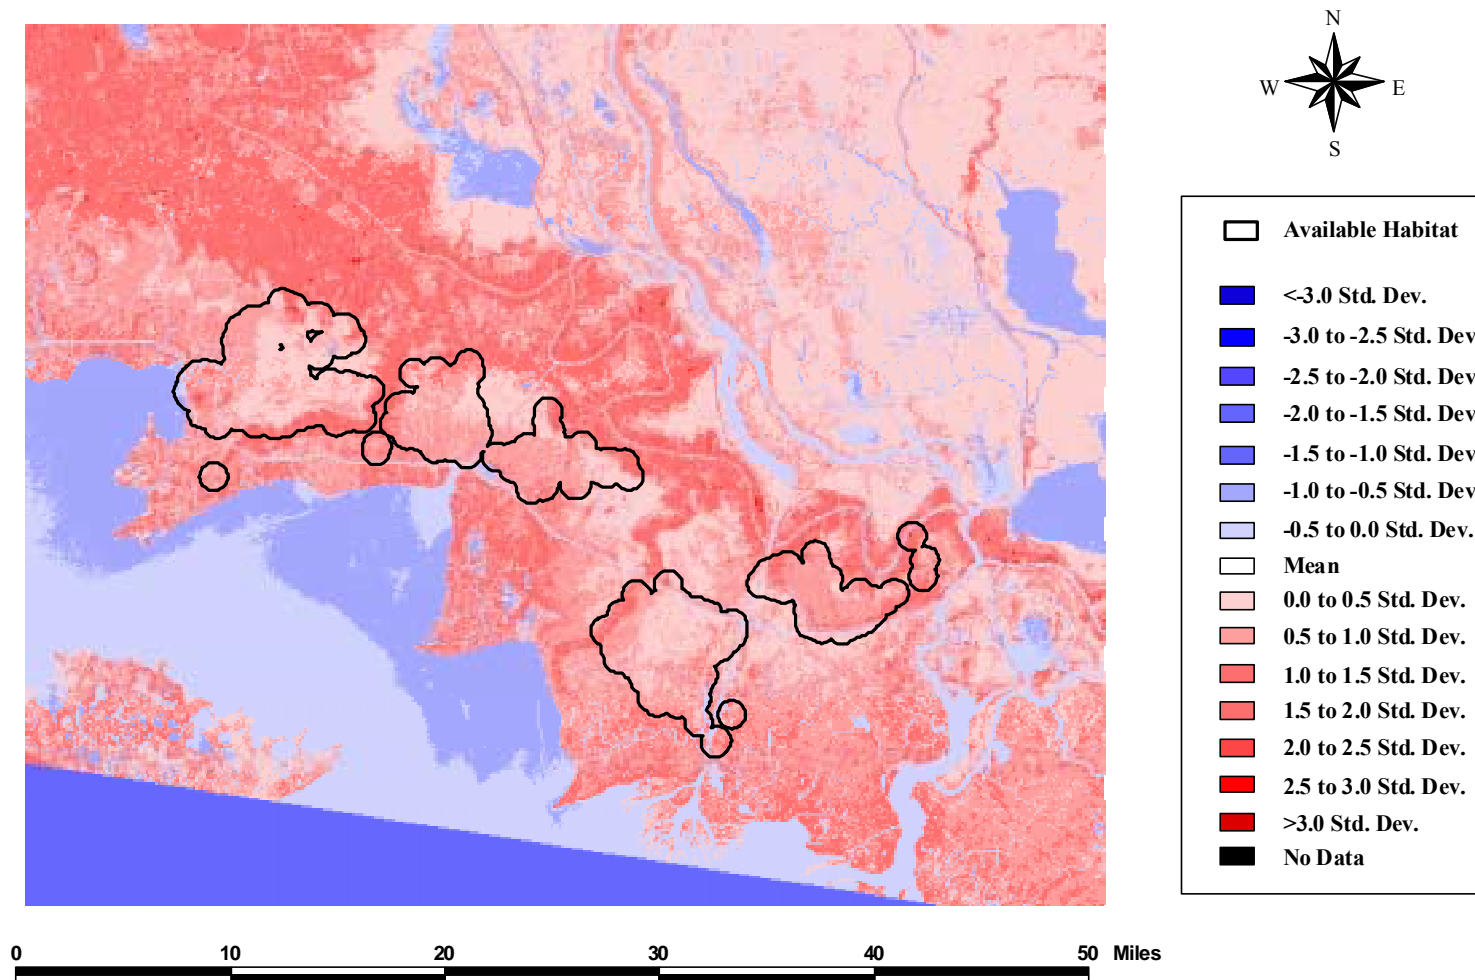 N
W E
S
Available Habitat
<-3.0 Std. Dev.
-3.0 to -2.5 Std. Dev
-2.5 to -2.0 Std. Dev
-2.0 to -1.5 Std. Dev
-1.5 to -1.0 Std. Dev
-1.0 to -0.5 Std. Dev
-0.5 to 0.0 Std. Dev.
Mean
0.0 to 0.5 Std. Dev.
0.5 to 1.0 Std. Dev.
1.0 to 1.5 Std. Dev.
1.5 to 2.0 Std. Dev.
2.0 to 2.5 Std. Dev.
2.5 to 3.0 Std. Dev.
>3.0 Std. Dev.
No Data
0 10 20 30 40 50 Miles